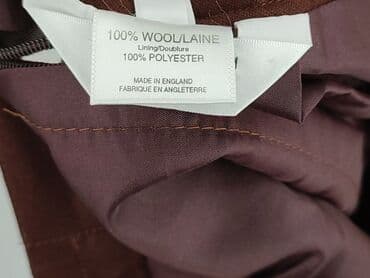 100% WOOL/LAINE
Lining/Doublure
100% POLYESTER
MADE IN ENGLAND
FABRIQUE EN ANGLETERRE